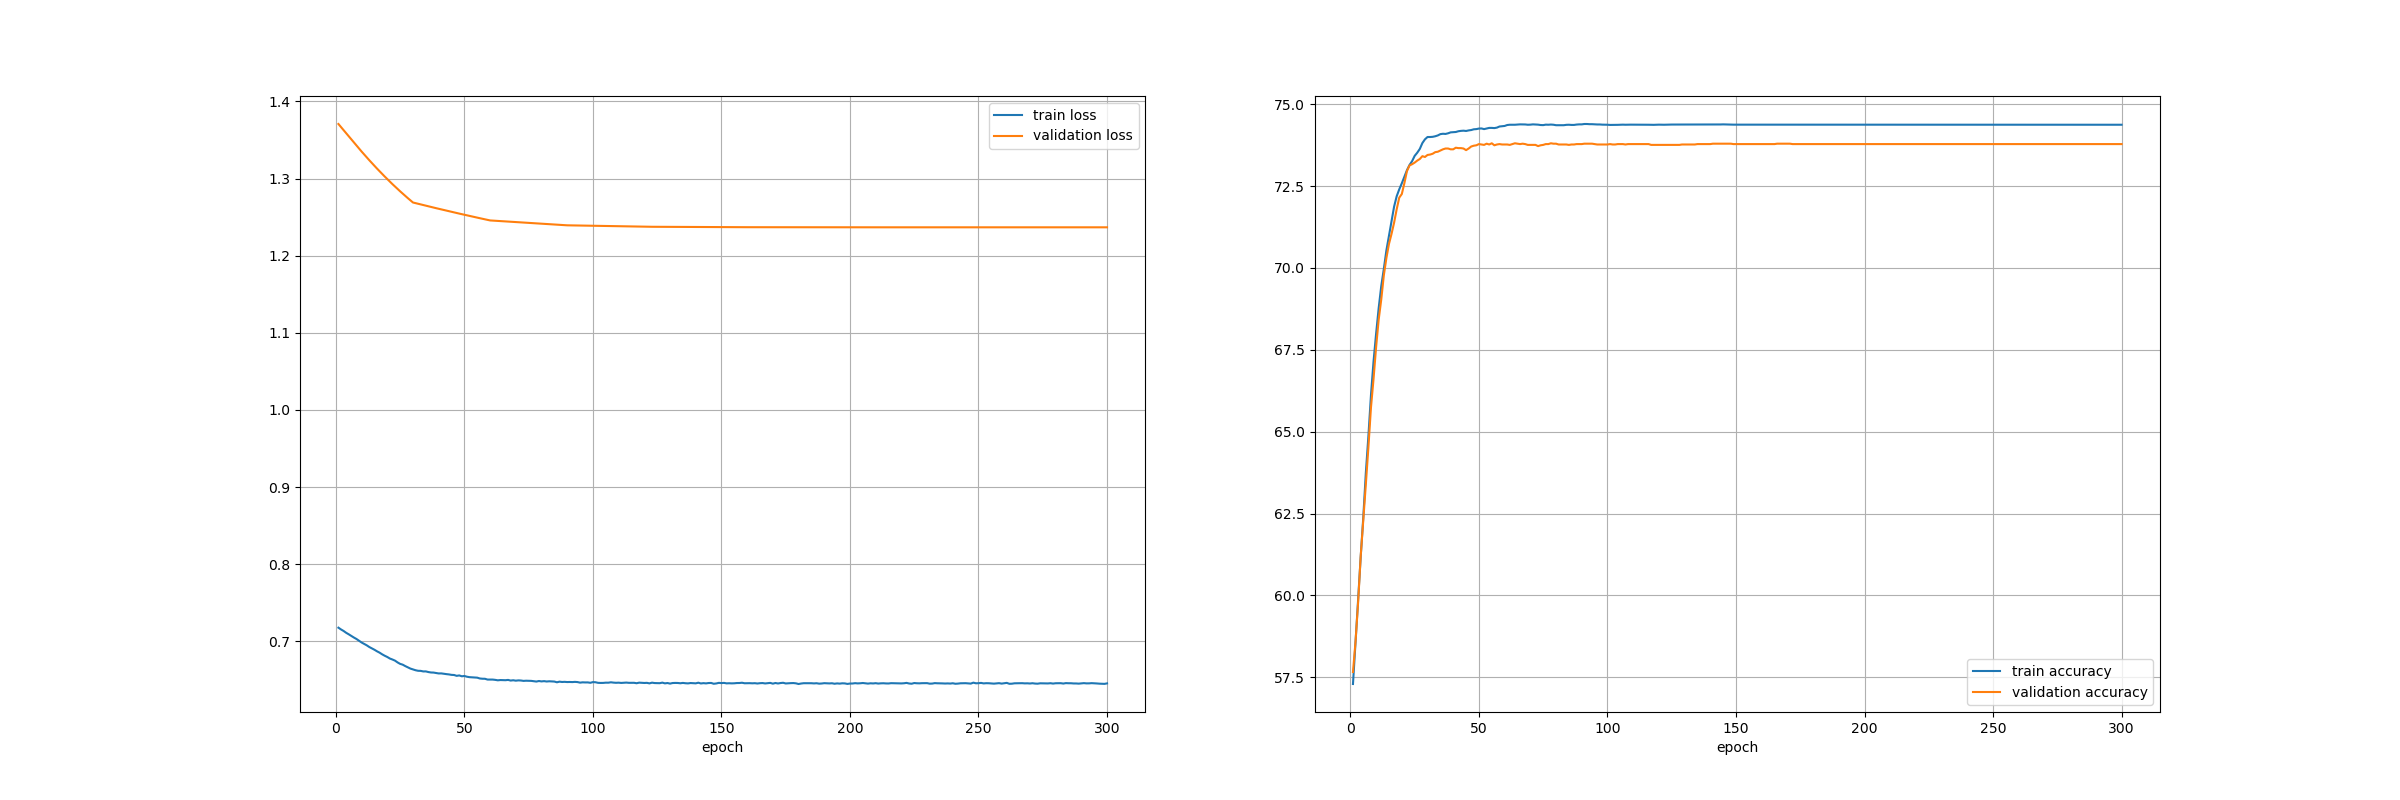 1.4
1.3
1.2
1.1
1.0
0.9
0.8
0.7
0 50 100 150 200 250 300
epoch
train loss
validation loss
75.0
72.5
70.0
67.5
65.0
62.5
60.0
57.5
0 50 100 150 200 250 300
epoch
train accuracy
validation accuracy